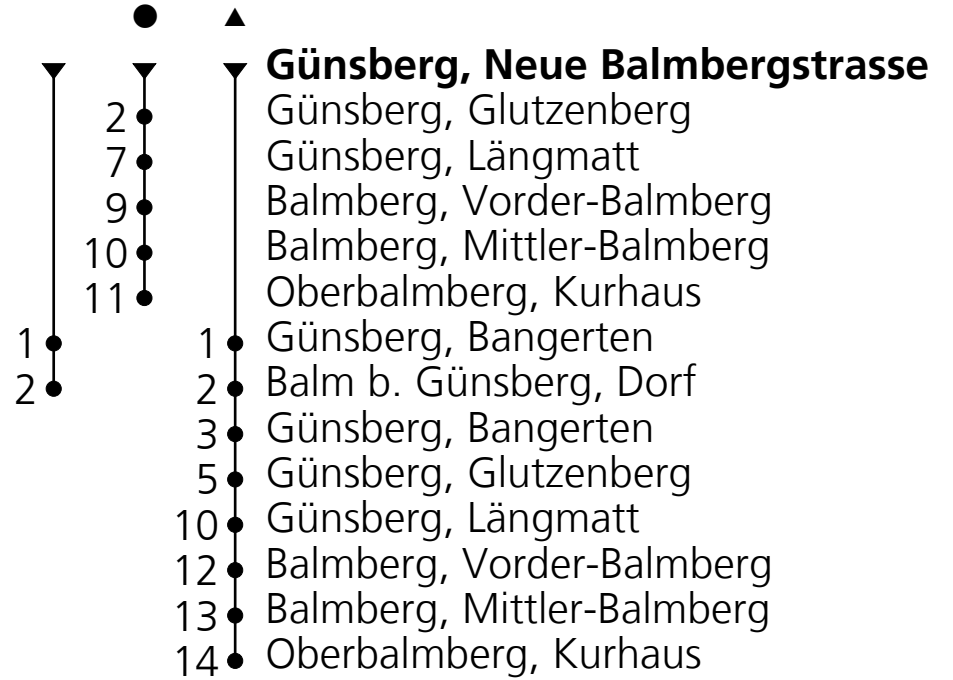 Günsberg, Neue Balmbergstrasse
2 Günsberg, Glutzenberg
7 Günsberg, Längmatt
9 Balmberg, Vorder-Balmberg
10 Balmberg, Mittler-Balmberg
11 Oberbalmberg, Kurhaus
1 1 Günsberg, Bangerten
2 2 Balm b. Günsberg, Dorf
3 Günsberg, Bangerten
5 Günsberg, Glutzenberg
10 Günsberg, Längmatt
12 Balmberg, Vorder-Balmberg
13 Balmberg, Mittler-Balmberg
14 Oberbalmberg, Kurhaus